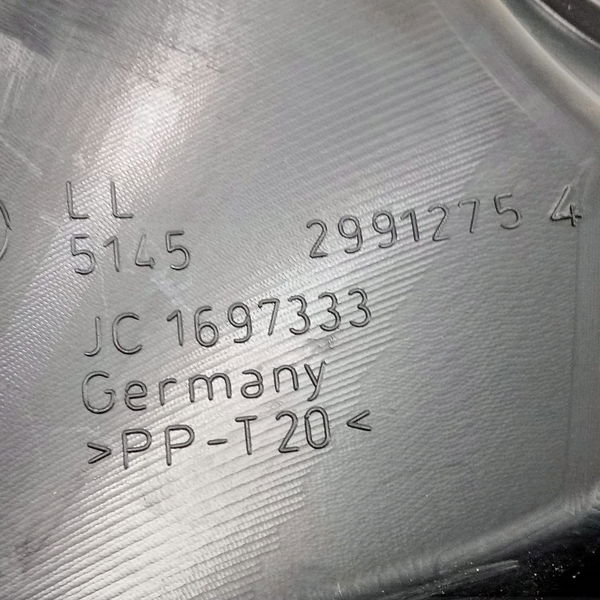 LL
5145 2991275 4
JC 1697333
Germany
>PP-T20<